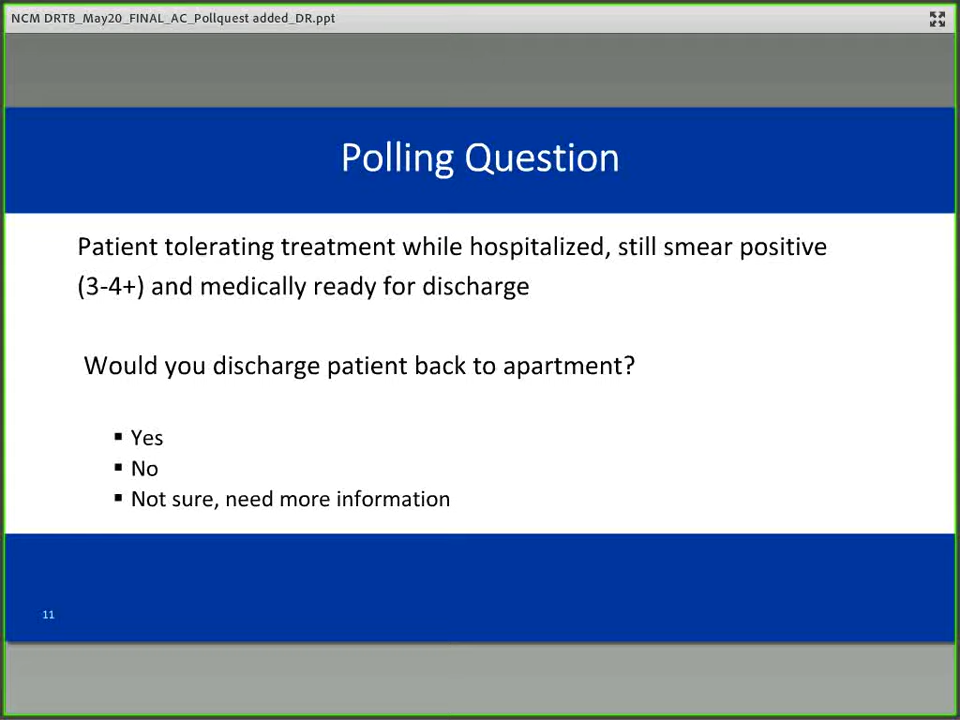 NCM DRTB_May20_FINAL_AC_Pollquest added_DR.ppt
Polling Question
Patient tolerating treatment while hospitalized, still smear positive
(3-4+) and medically ready for discharge
Would you discharge patient back to apartment?
▪ Yes
▪ No
▪ Not sure, need more information
11